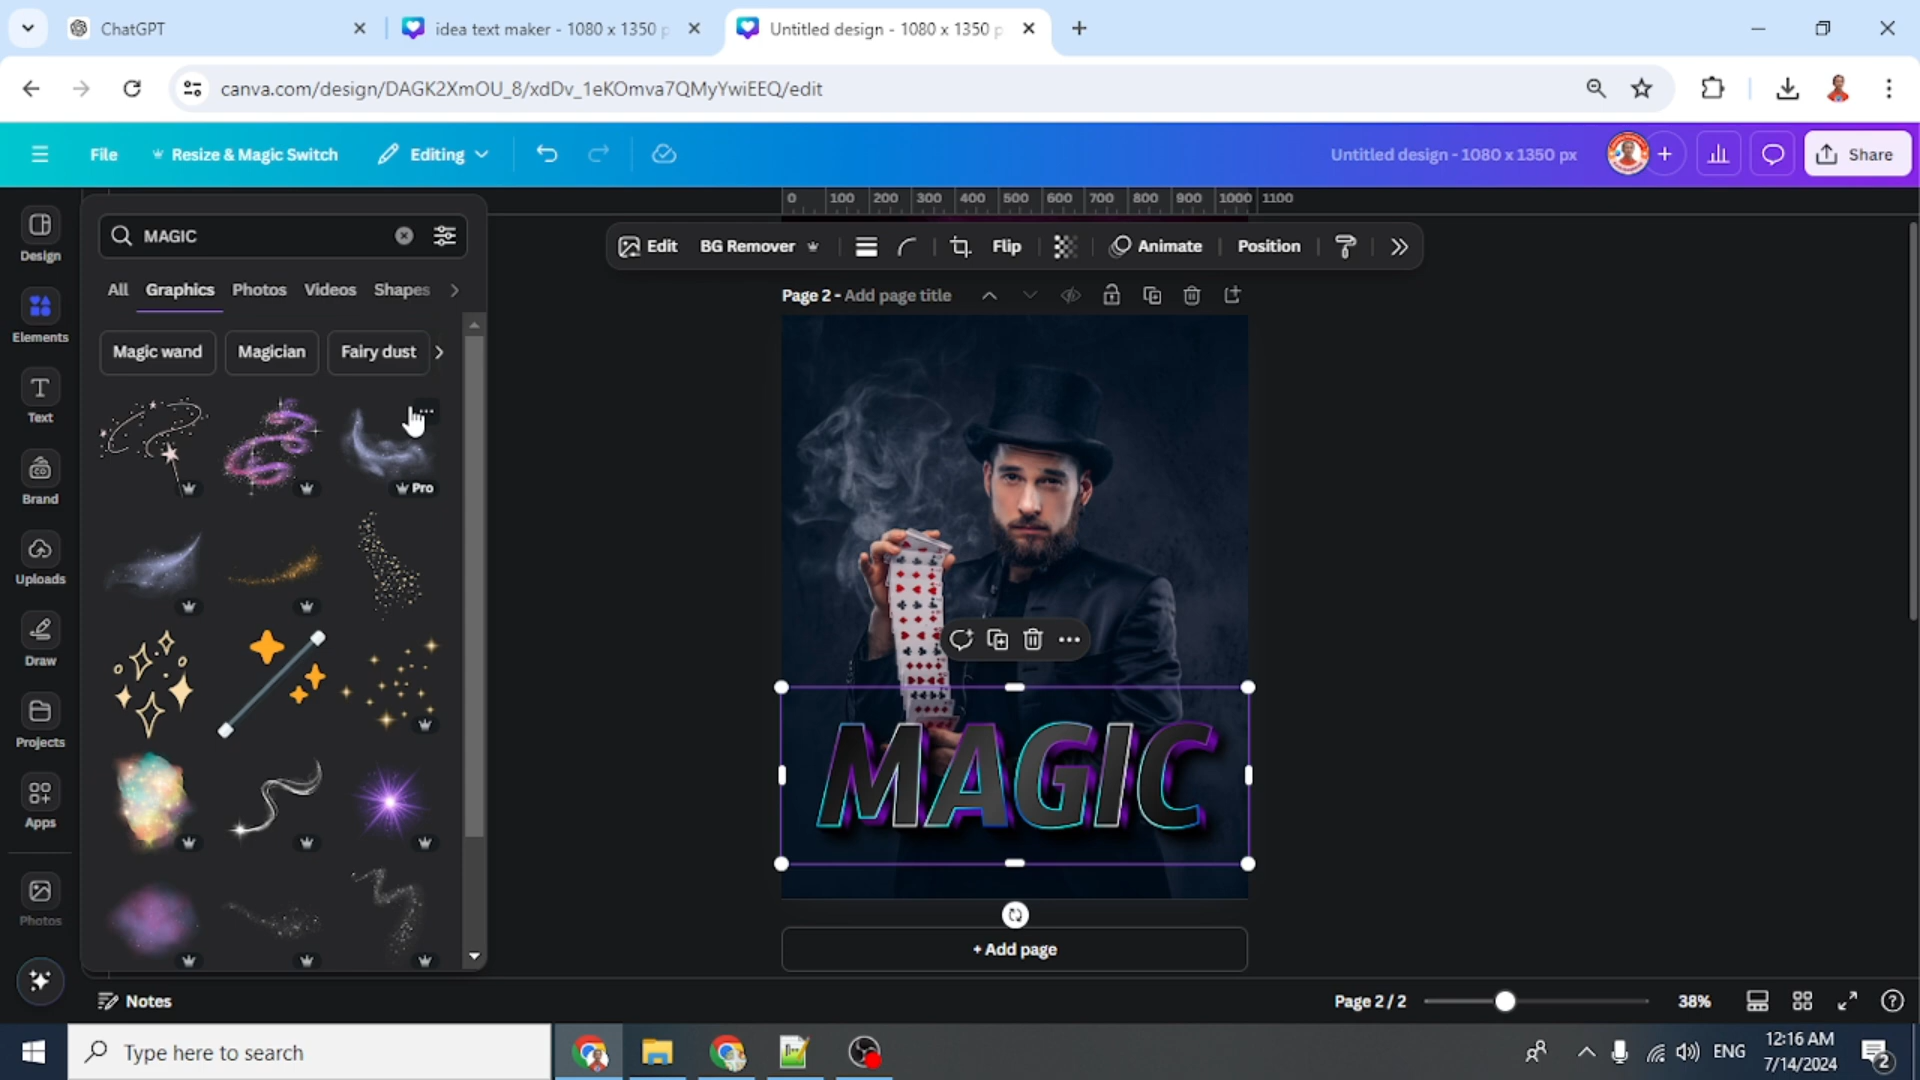 ChatGPT
idea text maker - 1080 x 1350 p
Untitled design - 1080 x 1350 p
canva.com/design/DAGK2XmOU_8/xdDv_1eKOmva7QMyYwiEEQ/edit
File
Resize & Magic Switch
Editing
Untitled design - 1080 x 1350 px
Share
0 100 200 300 400 500 600 700 800 900 1000 1100
Design
Elements
Text
Brand
Uploads
Draw
Projects
Apps
Photos
MAGIC
All Graphics Photos Videos Shapes
Magic wand Magician Fairy dust
Pro
Edit BG Remover Flip Animate Position
Page 2 - Add page title
MAGIC
+ Add page
Notes
Page 2 / 2
38%
Type here to search
ENG
12:16 AM
7/14/2024
2